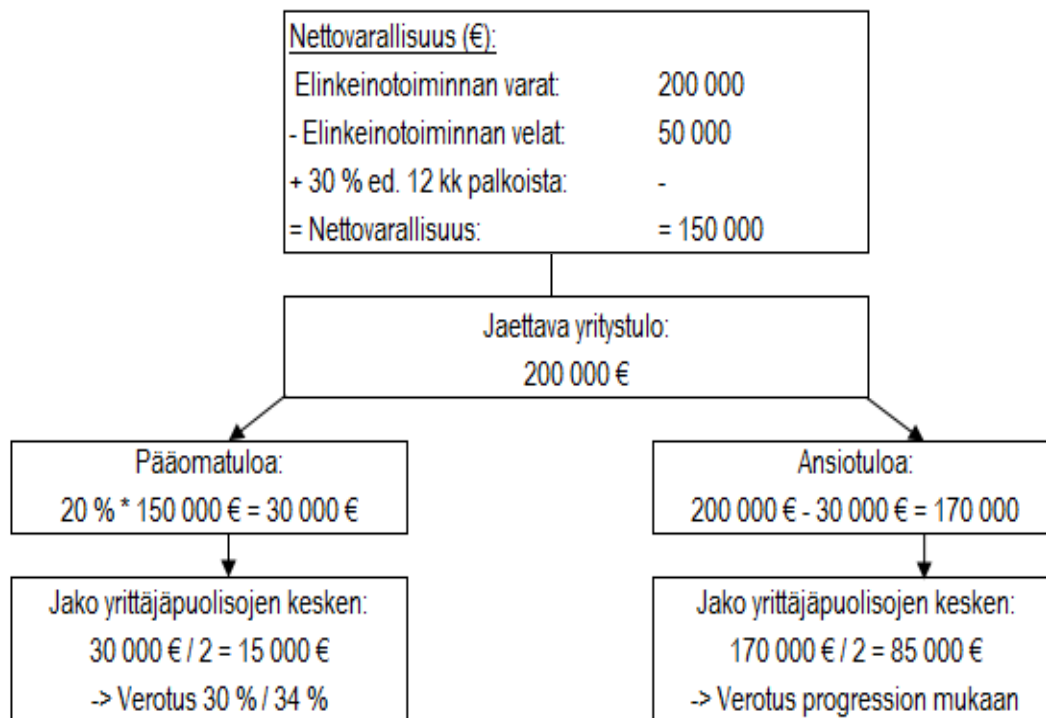 Nettovarallisuus (€):
Elinkeinotoiminnan varat: 200 000
- Elinkeinotoiminnan velat: 50 000
+ 30 % ed. 12 kk palkoista: -
= Nettovarallisuus: = 150 000
Jaettava yritystulo:
200 000 €
Pääomatuloa:
20 % * 150 000 € = 30 000 €
Ansiotuloa:
200 000 € - 30 000 € = 170 000
Jako yrittäjäpuolisojen kesken:
30 000 € / 2 = 15 000 €
-> Verotus 30 % / 34 %
Jako yrittäjäpuolisojen kesken:
170 000 € / 2 = 85 000 €
-> Verotus progression mukaan